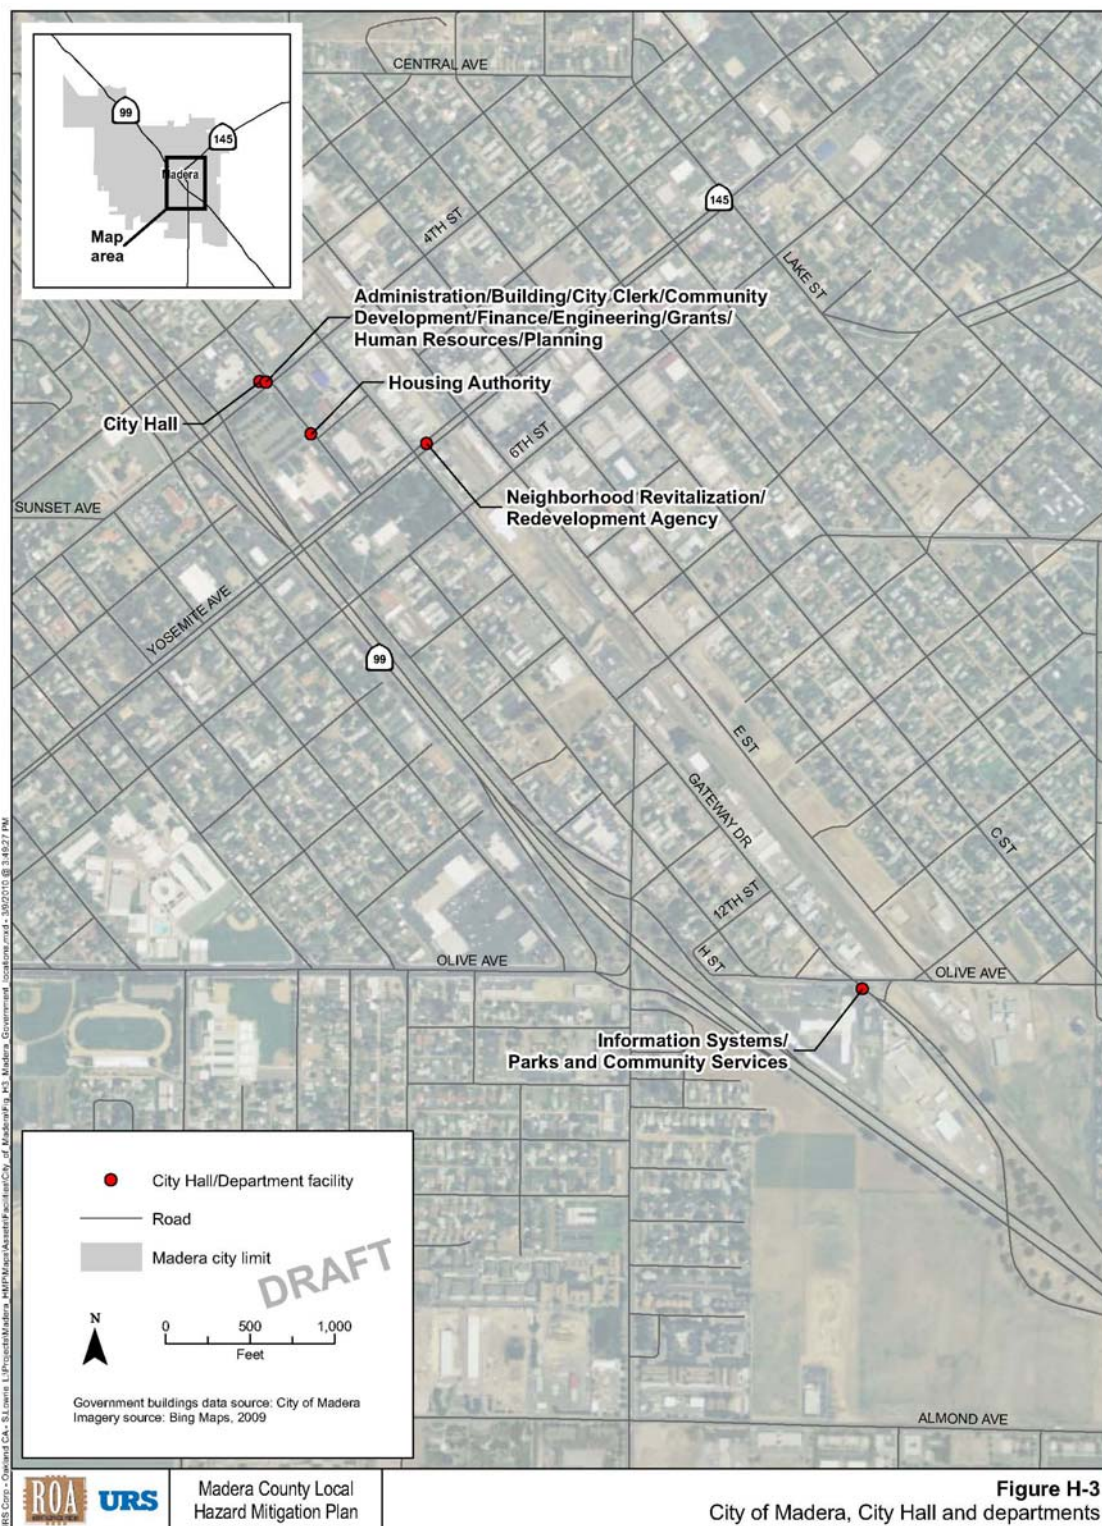 99
145
Madera
Map
area
CENTRAL AVE
4TH ST
145
LAKE ST
Administration/Building/City Clerk/Community
Development/Finance/Engineering/Grants/
Human Resources/Planning
Housing Authority
City Hall
6TH ST
Neighborhood Revitalization/
Redevelopment Agency
SUNSET AVE
YOSEMITE AVE
99
E ST
GATEWAY DR
C ST
12TH ST
H ST
OLIVE AVE
OLIVE AVE
Information Systems/
Parks and Community Services
City Hall/Department facility
Road
Madera city limit
DRAFT
N
0 500 1,000
Feet
Government buildings data source: City of Madera
Imagery source: Bing Maps, 2009
ALMOND AVE
ROA
URS
Madera County Local
Hazard Mitigation Plan
Figure H-3
City of Madera, City Hall and departments